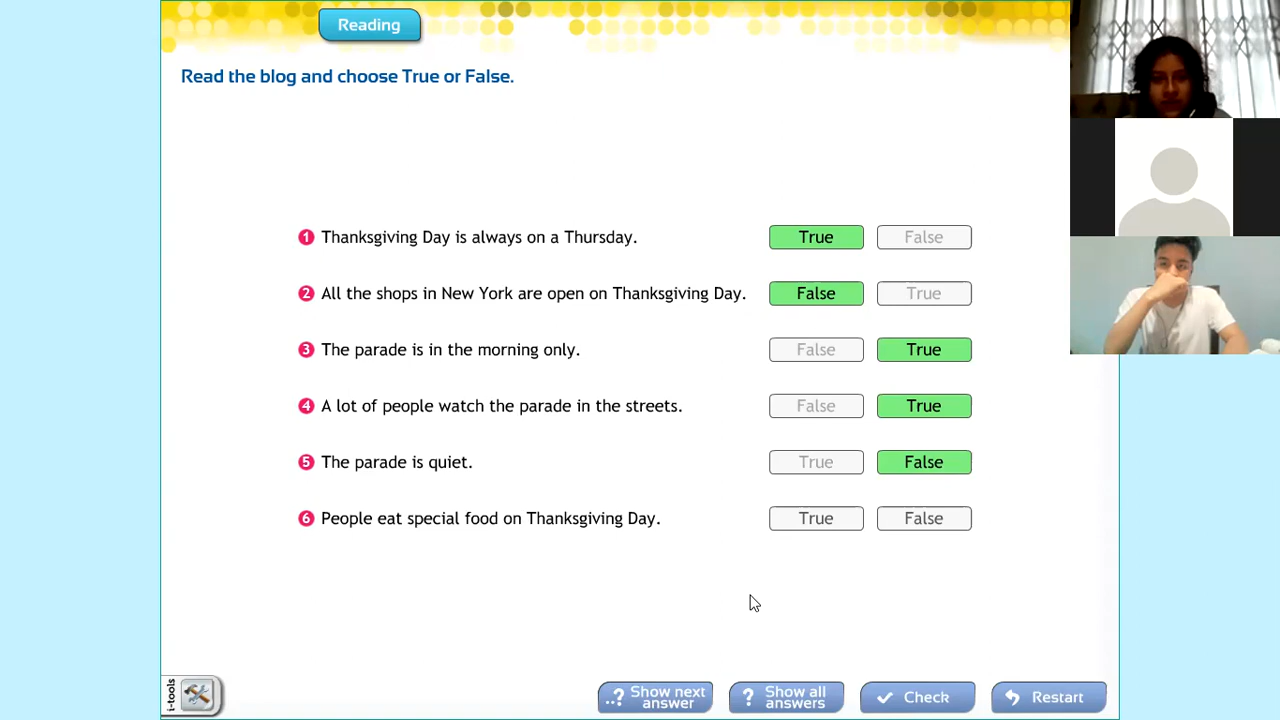 Reading
Read the blog and choose True or False.
1 Thanksgiving Day is always on a Thursday. True False
2 All the shops in New York are open on Thanksgiving Day. False True
3 The parade is in the morning only. False True
4 A lot of people watch the parade in the streets. False True
5 The parade is quiet. True False
6 People eat special food on Thanksgiving Day. True False
i-tools
..? Show next answer
? Show all answers
Check
Restart